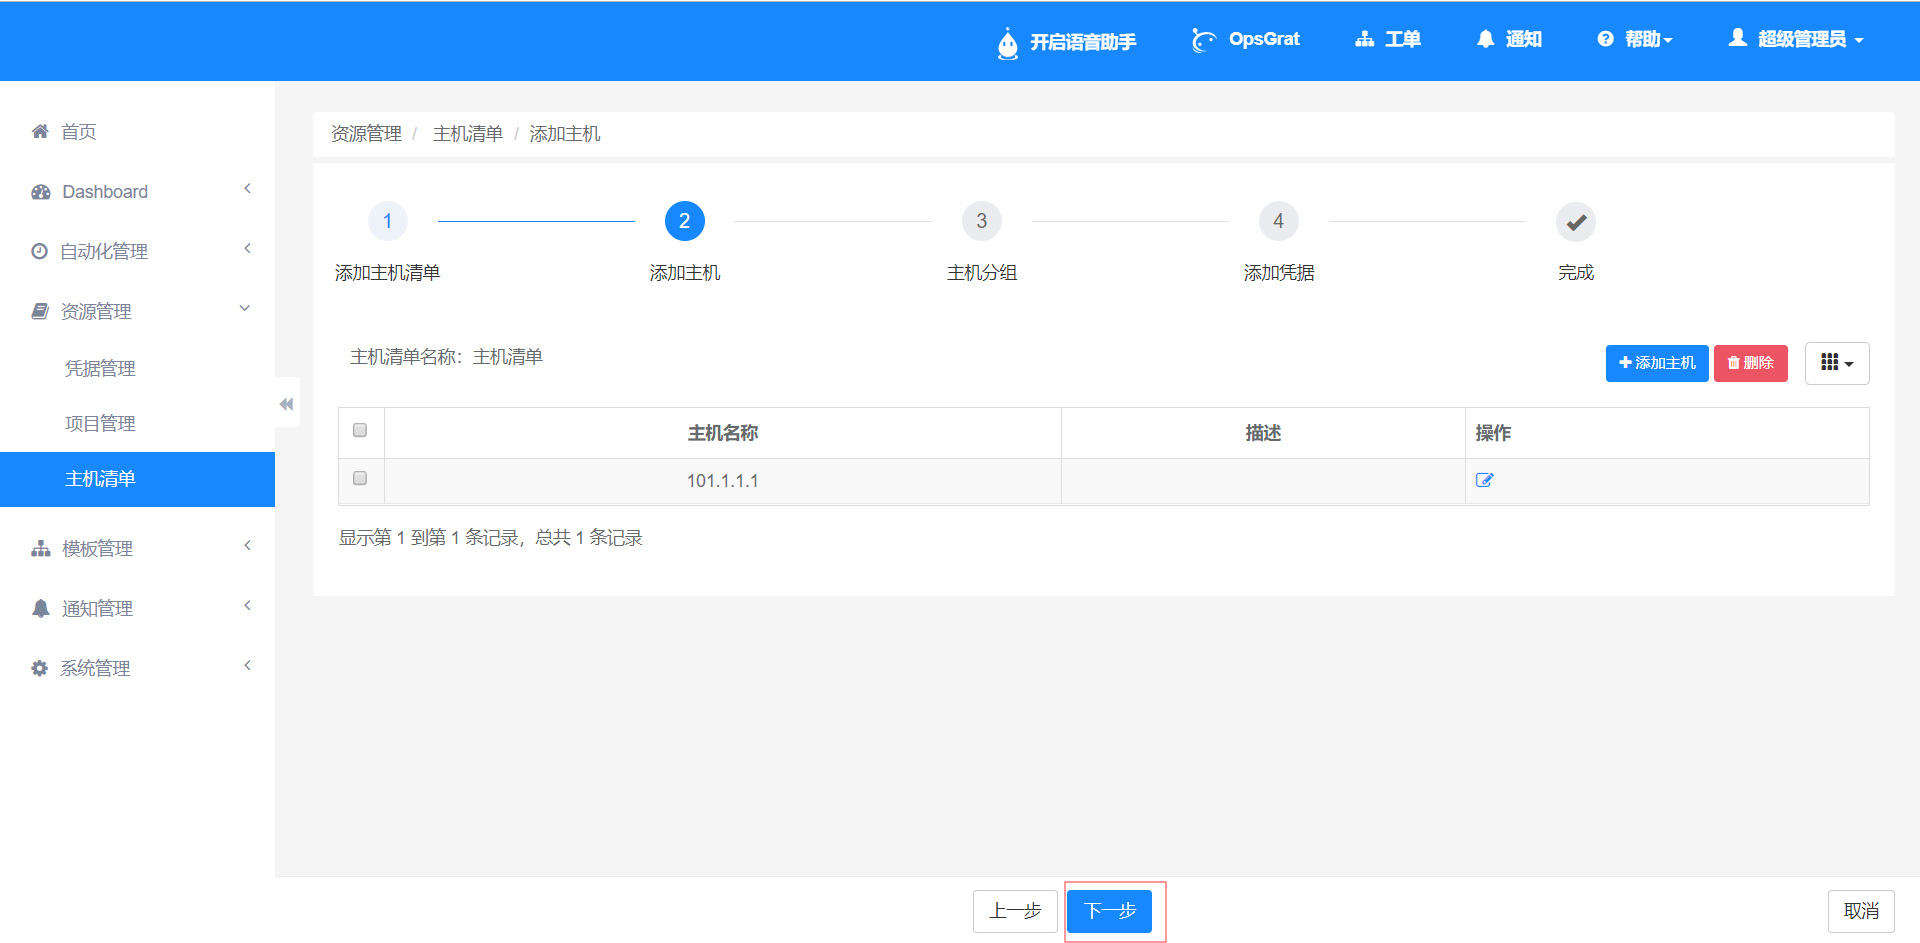 开启语音助手 OpsGrat 工单 通知 帮助 超级管理员
首页
Dashboard
自动化管理
资源管理
凭据管理
项目管理
主机清单
模板管理
通知管理
系统管理
资源管理 / 主机清单 / 添加主机
1 2 3 4
添加主机清单 添加主机 主机分组 添加凭据 完成
主机清单名称：主机清单
添加主机 删除
主机名称 描述 操作
101.1.1.1
显示第 1 到第 1 条记录，总共 1 条记录
上一步 下一步 取消